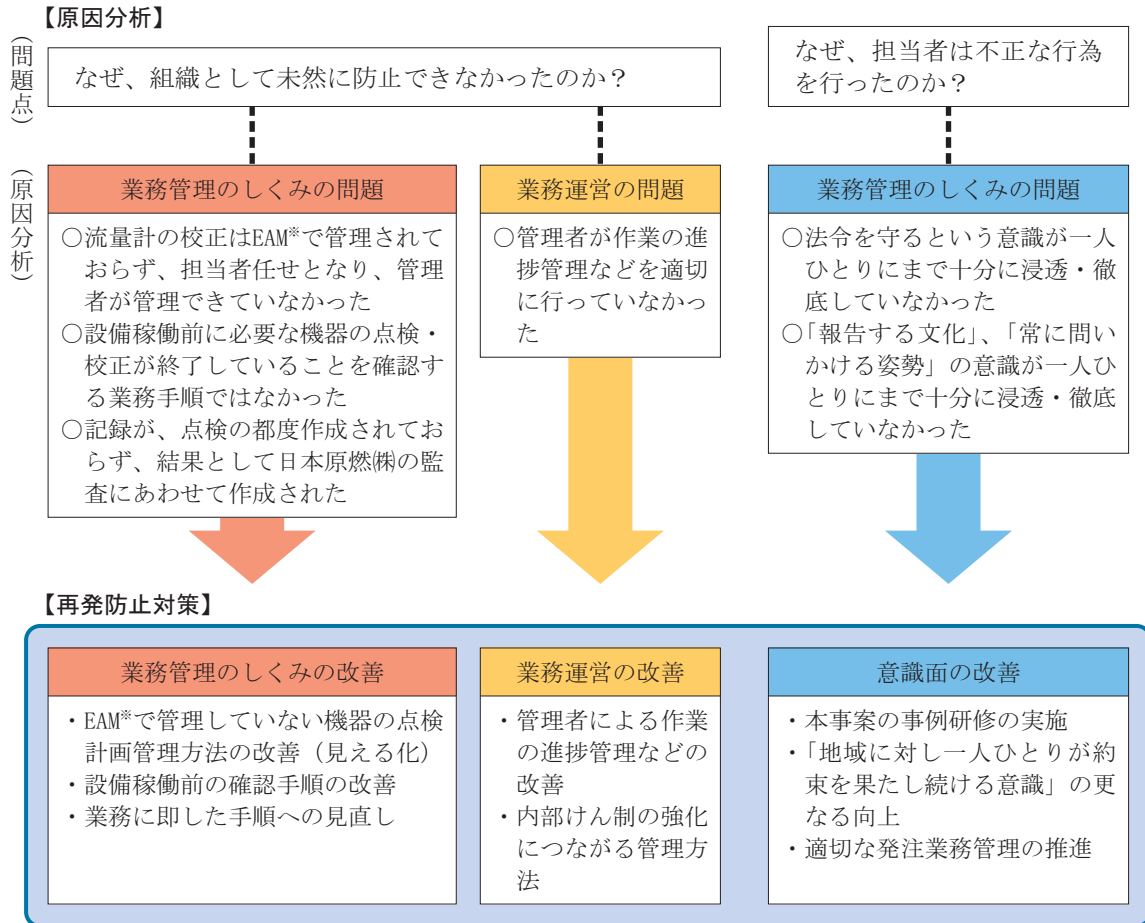 【原因分析】
(問題点)
なぜ、組織として未然に防止できなかったのか？
なぜ、担当者は不正な行為
を行ったのか？
(原因分析)
業務管理のしくみの問題
○流量計の校正はEAM※で管理されて
おらず、担当者任せとなり、管理
者が管理できていなかった
○設備稼働前に必要な機器の点検・
校正が終了していることを確認す
る業務手順ではなかった
○記録が、点検の都度作成されてお
らず、結果として日本原燃㈱の監
査にあわせて作成された
業務運営の問題
○管理者が作業の進
捗管理などを適切
に行っていなかっ
た
業務管理のしくみの問題
○法令を守るという意識が一人
ひとりにまで十分に浸透・徹
底していなかった
○「報告する文化」、「常に問い
かける姿勢」の意識が一人ひ
とりにまで十分に浸透・徹底
していなかった
【再発防止対策】
業務管理のしくみの改善
・EAM※で管理していない機器の点検
計画管理方法の改善（見える化）
・設備稼働前の確認手順の改善
・業務に即した手順への見直し
業務運営の改善
・管理者による作業
の進捗管理などの
改善
・内部けん制の強化
につながる管理方
法
意識面の改善
・本事案の事例研修の実施
・「地域に対し一人ひとりが約
束を果たし続ける意識」の更
なる向上
・適切な発注業務管理の推進